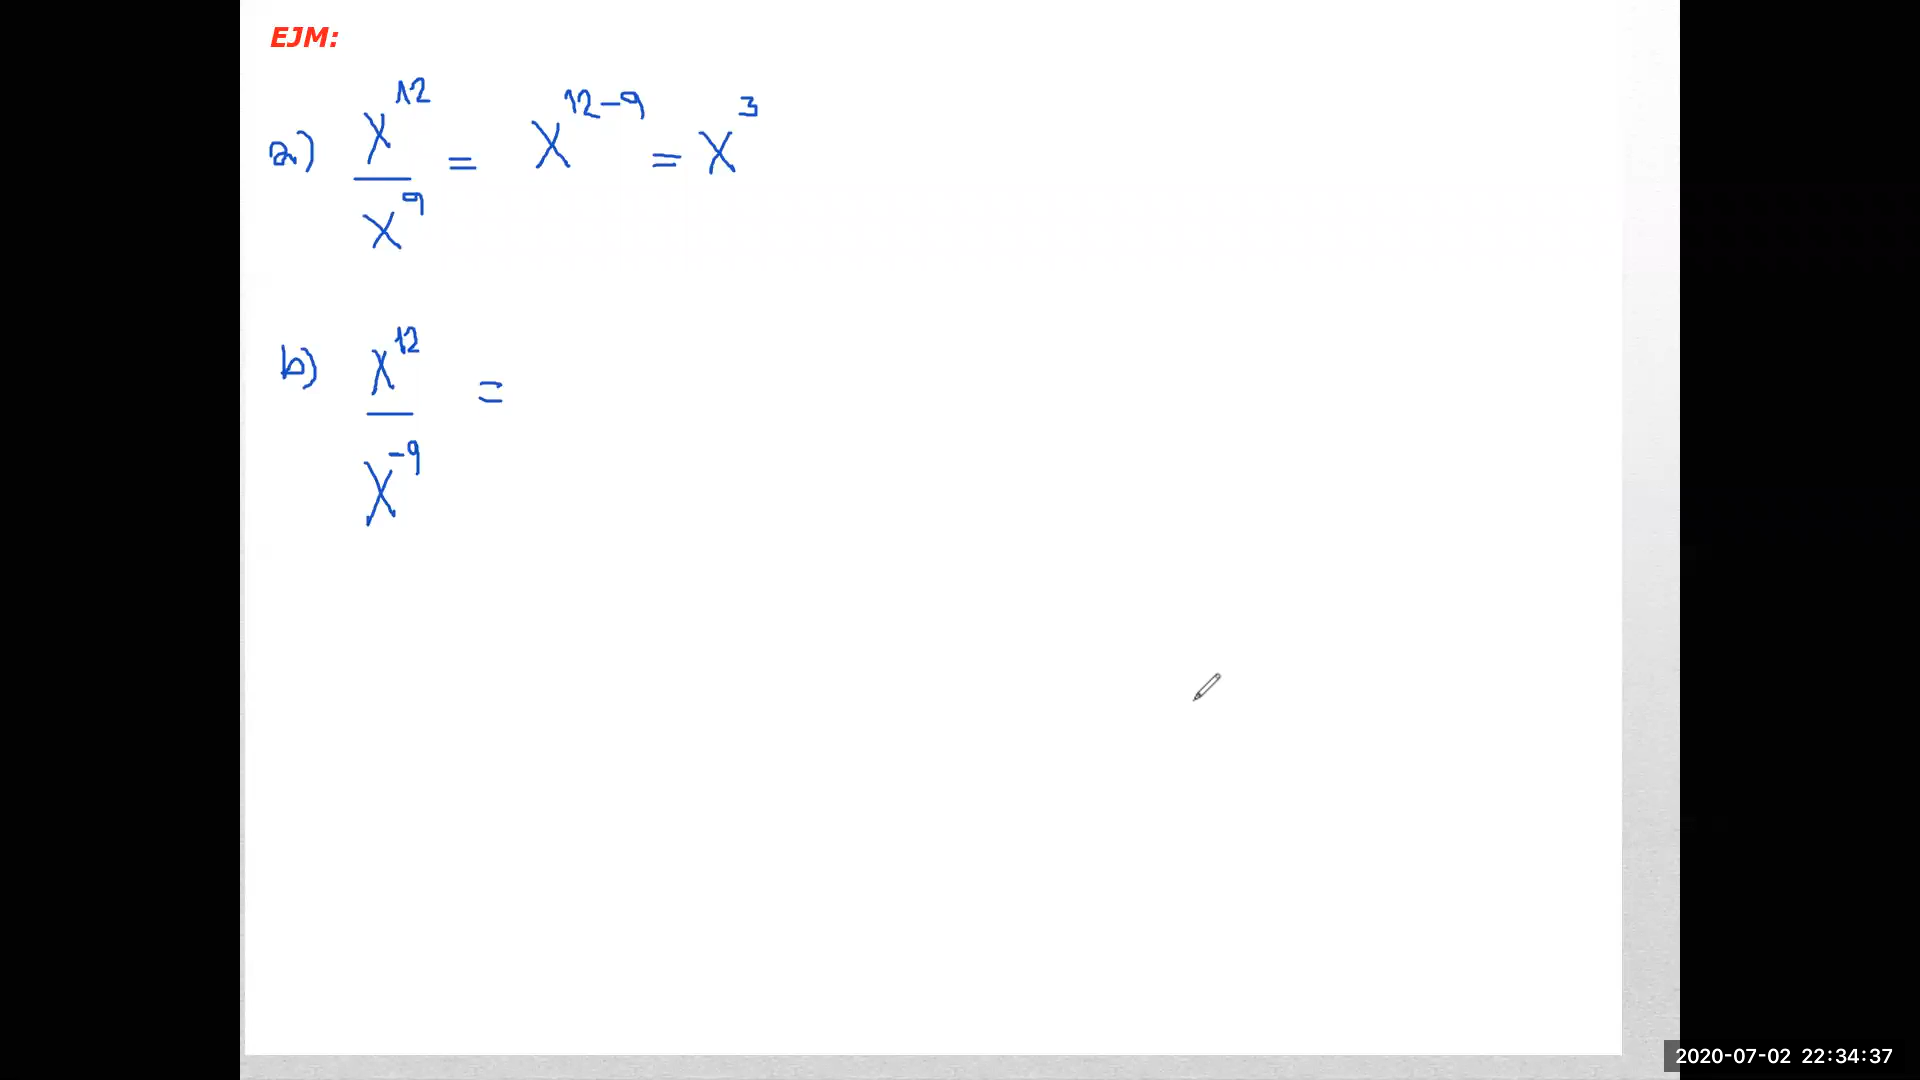 EJM:
a) x^12 / x^9 = x^12-9 = x^3
b) x^12 / x^-9 =
2020-07-02 22:34:37